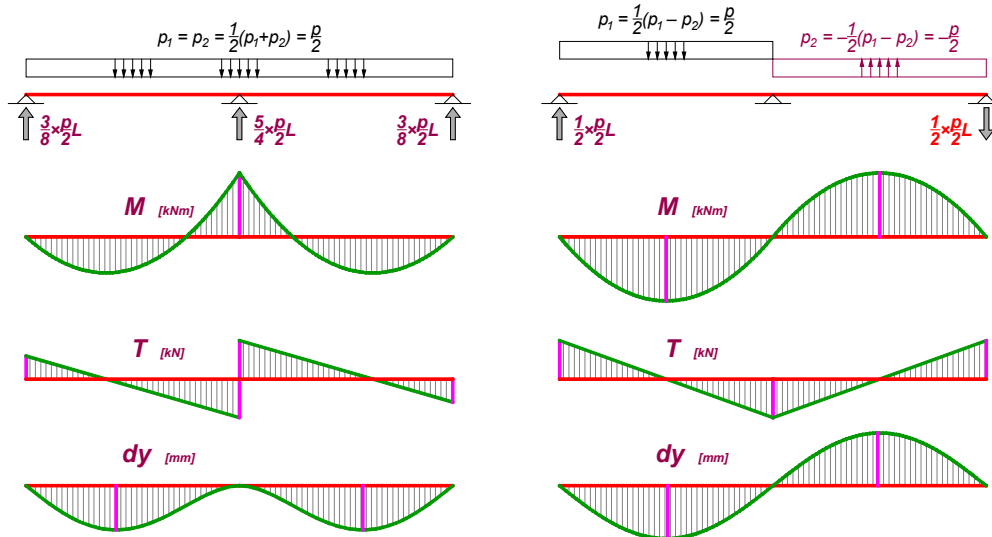 p₁ = p₂ = 1/2(p₁+p₂) = p/2
3/8×p/2L
5/4×p/2L
3/8×p/2L
M [kNm]
T [kN]
dy [mm]
p₁ = 1/2(p₁ – p₂) = p/2
p₂ = –1/2(p₁ – p₂) = –p/2
1/2×p/2L
1/2×p/2L
M [kNm]
T [kN]
dy [mm]